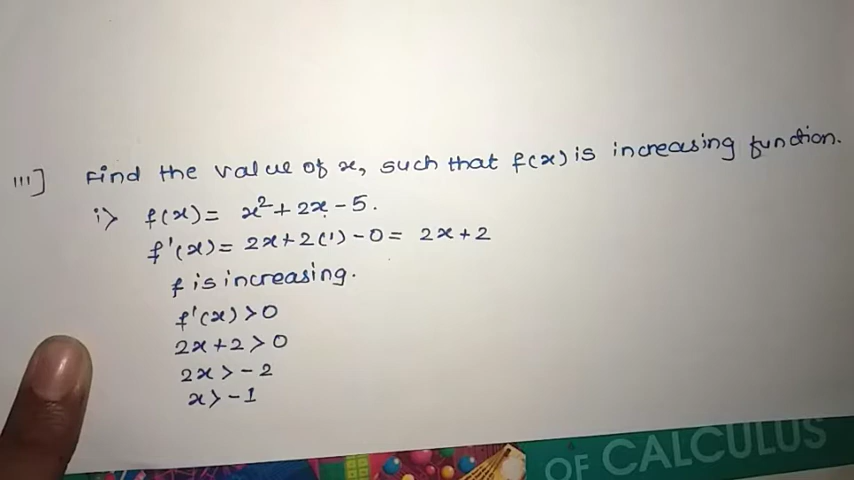 III] Find the value of x, such that f(x) is increasing function.
i> f(x) = x² + 2x - 5.
f'(x) = 2x + 2(1) - 0 = 2x + 2
f is increasing.
f'(x) > 0
2x + 2 > 0
2x > -2
x > -1
OF CALCULUS